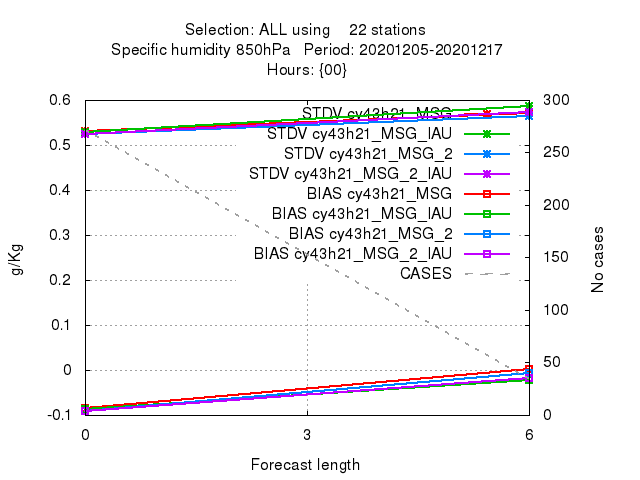 Selection: ALL using 22 stations
Specific humidity 850hPa Period: 20201205-20201217
Hours: {00}
0.6 300
STDV cy43h21_MSG
STDV cy43h21_MSG_IAU
0.5 250
STDV cy43h21_MSG_2
STDV cy43h21_MSG_2_IAU
0.4 200
BIAS cy43h21_MSG
BIAS cy43h21_MSG_IAU
0.3 150
BIAS cy43h21_MSG_2
BIAS cy43h21_MSG_2_IAU
g/Kg
No cases
CASES
0.2
0.1 100
0 50
-0.1 0
0 3 6
Forecast length